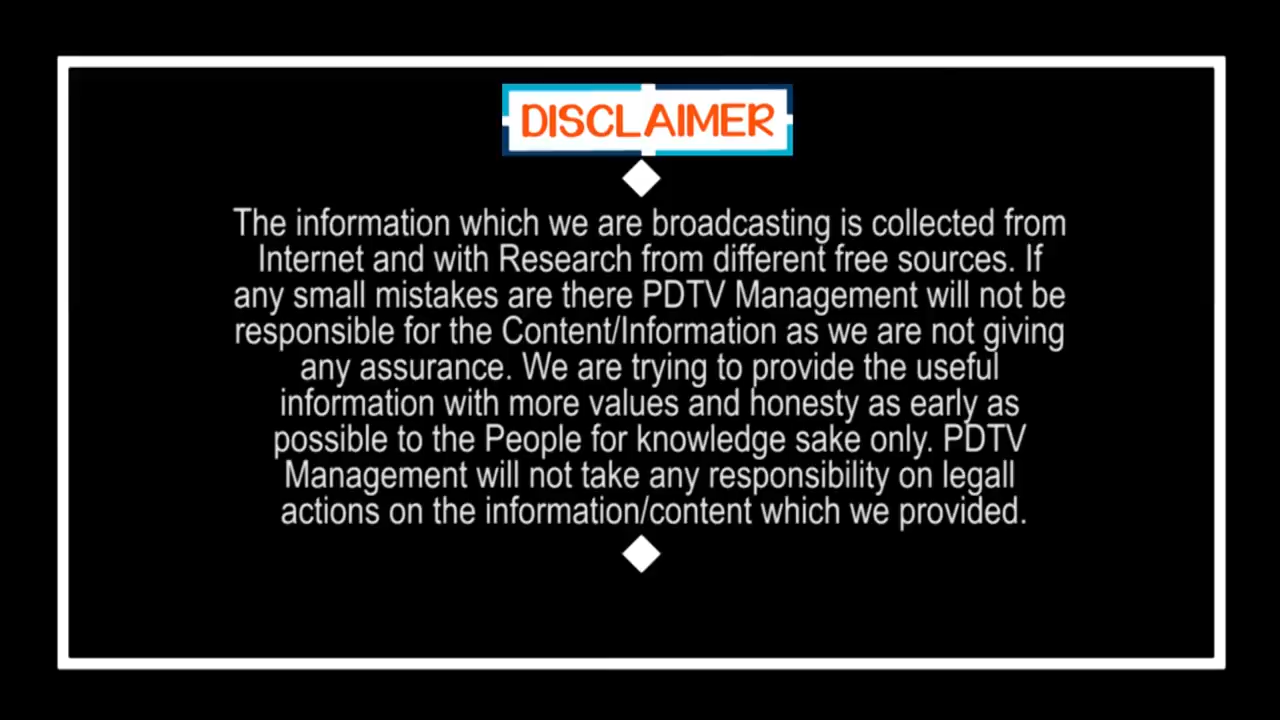 DISCLAIMER
The information which we are broadcasting is collected from
Internet and with Research from different free sources. If
any small mistakes are there PDTV Management will not be
responsible for the Content/Information as we are not giving
any assurance. We are trying to provide the useful
information with more values and honesty as early as
possible to the People for knowledge sake only. PDTV
Management will not take any responsibility on legall
actions on the information/content which we provided.